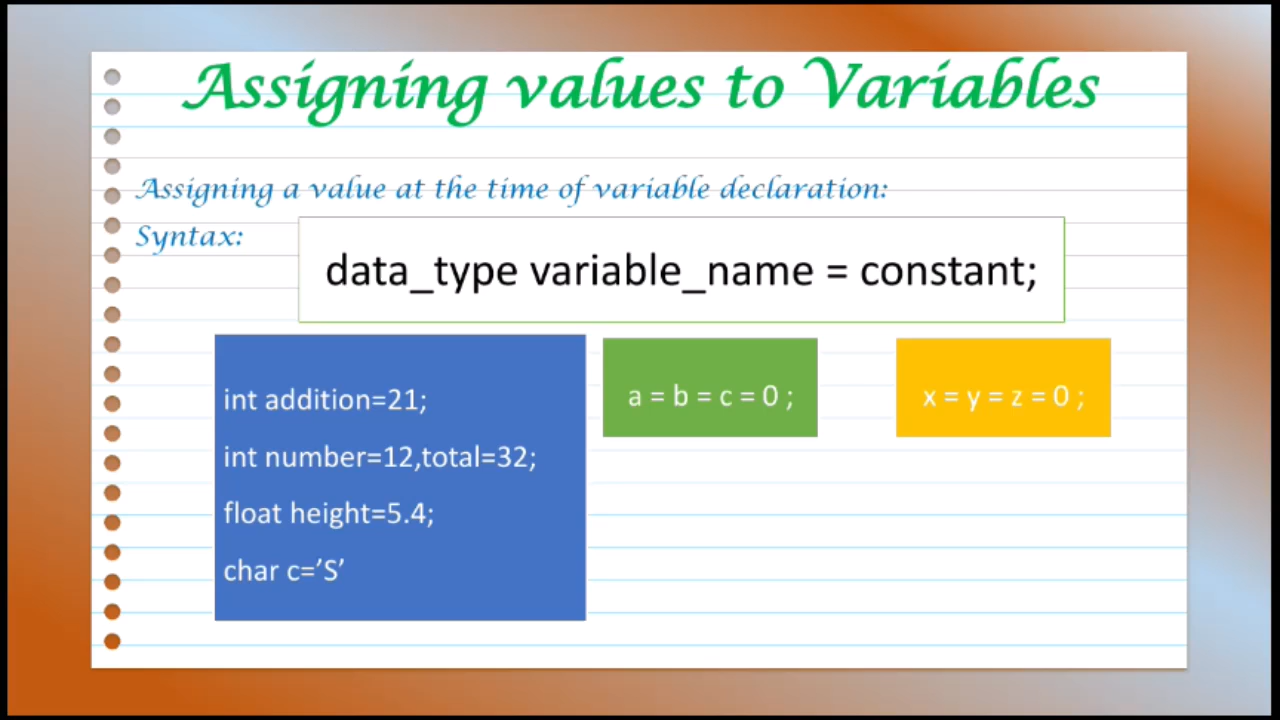 Assigning values to Variables
Assigning a value at the time of variable declaration:
Syntax:
data_type variable_name = constant;
int addition=21;
int number=12,total=32;
float height=5.4;
char c=’S’
a = b = c = 0 ;
x = y = z = 0 ;